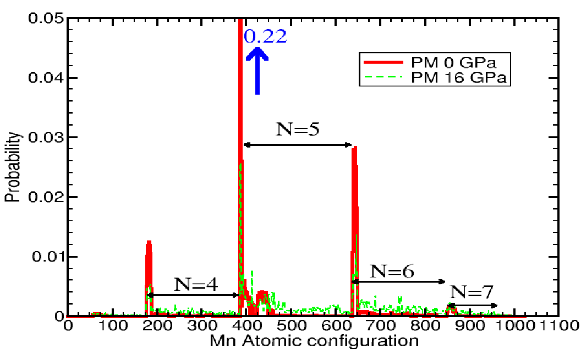 0.05
0.22
PM 0 GPa
PM 16 GPa
0.04
0.03
N=5
Probability
0.02
0.01
N=4
N=6
N=7
0
0 100 200 300 400 500 600 700 800 900 1000 1100
Mn Atomic configuration